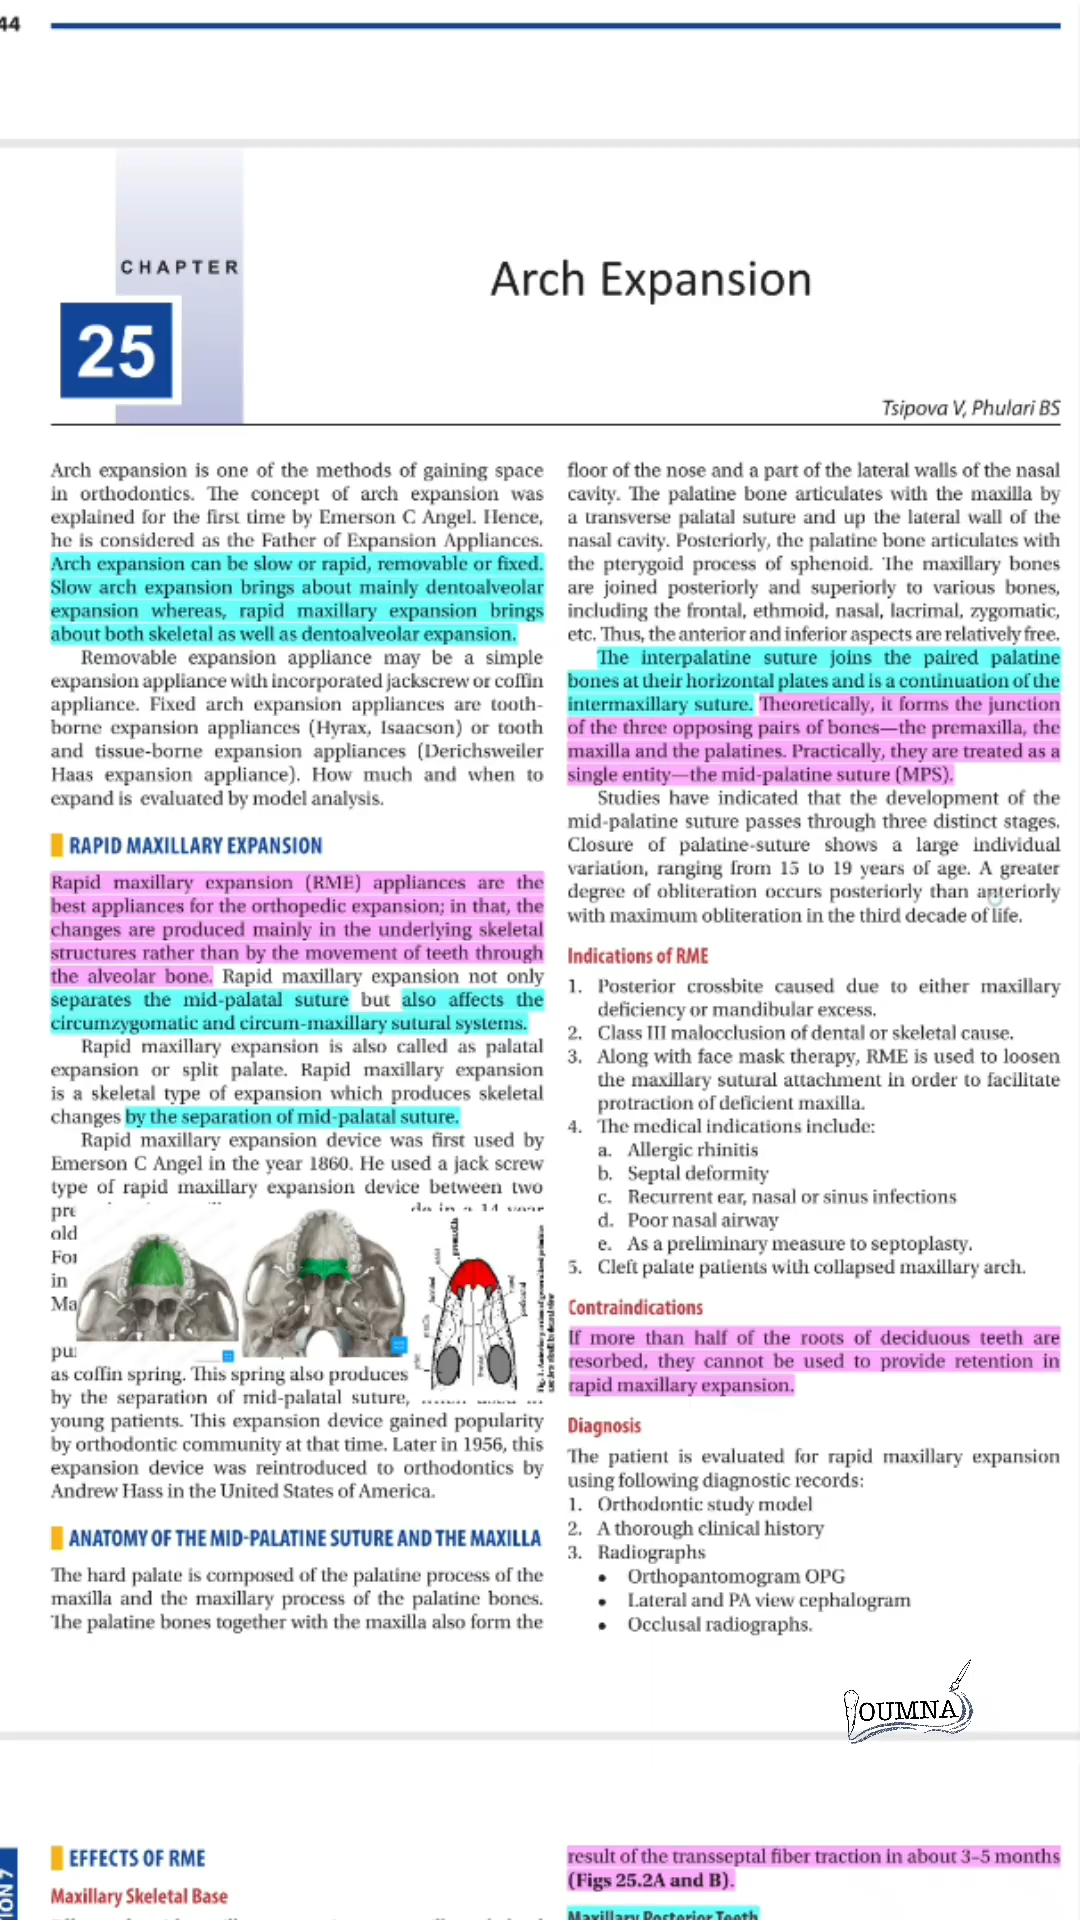 44
CHAPTER
25
Arch Expansion
Tsipova V, Phulari BS
Arch expansion is one of the methods of gaining space
in orthodontics. The concept of arch expansion was
explained for the first time by Emerson C Angel. Hence,
he is considered as the Father of Expansion Appliances.
Arch expansion can be slow or rapid, removable or fixed.
Slow arch expansion brings about mainly dentoalveolar
expansion whereas, rapid maxillary expansion brings
about both skeletal as well as dentoalveolar expansion.
Removable expansion appliance may be a simple
expansion appliance with incorporated jackscrew or coffin
appliance. Fixed arch expansion appliances are tooth-
borne expansion appliances (Hyrax, Isaacson) or tooth
and tissue-borne expansion appliances (Derichsweiler
Haas expansion appliance). How much and when to
expand is evaluated by model analysis.
RAPID MAXILLARY EXPANSION
Rapid maxillary expansion (RME) appliances are the
best appliances for the orthopedic expansion; in that, the
changes are produced mainly in the underlying skeletal
structures rather than by the movement of teeth through
the alveolar bone. Rapid maxillary expansion not only
separates the mid-palatal suture but also affects the
circumzygomatic and circum-maxillary sutural systems.
Rapid maxillary expansion is also called as palatal
expansion or split palate. Rapid maxillary expansion
is a skeletal type of expansion which produces skeletal
changes by the separation of mid-palatal suture.
Rapid maxillary expansion device was first used by
Emerson C Angel in the year 1860. He used a jack screw
type of rapid maxillary expansion device between two
pre
old
For
in
Ma
pu
as coffin spring. This spring also produces
by the separation of mid-palatal suture,
young patients. This expansion device gained popularity
by orthodontic community at that time. Later in 1956, this
expansion device was reintroduced to orthodontics by
Andrew Hass in the United States of America.
ANATOMY OF THE MID-PALATINE SUTURE AND THE MAXILLA
The hard palate is composed of the palatine process of the
maxilla and the maxillary process of the palatine bones.
The palatine bones together with the maxilla also form the
floor of the nose and a part of the lateral walls of the nasal
cavity. The palatine bone articulates with the maxilla by
a transverse palatal suture and up the lateral wall of the
nasal cavity. Posteriorly, the palatine bone articulates with
the pterygoid process of sphenoid. The maxillary bones
are joined posteriorly and superiorly to various bones,
including the frontal, ethmoid, nasal, lacrimal, zygomatic,
etc. Thus, the anterior and inferior aspects are relatively free.
The interpalatine suture joins the paired palatine
bones at their horizontal plates and is a continuation of the
intermaxillary suture. Theoretically, it forms the junction
of the three opposing pairs of bones—the premaxilla, the
maxilla and the palatines. Practically, they are treated as a
single entity—the mid-palatine suture (MPS).
Studies have indicated that the development of the
mid-palatine suture passes through three distinct stages.
Closure of palatine-suture shows a large individual
variation, ranging from 15 to 19 years of age. A greater
degree of obliteration occurs posteriorly than anteriorly
with maximum obliteration in the third decade of life.
Indications of RME
1. Posterior crossbite caused due to either maxillary
deficiency or mandibular excess.
2. Class III malocclusion of dental or skeletal cause.
3. Along with face mask therapy, RME is used to loosen
the maxillary sutural attachment in order to facilitate
protraction of deficient maxilla.
4. The medical indications include:
a. Allergic rhinitis
b. Septal deformity
c. Recurrent ear, nasal or sinus infections
d. Poor nasal airway
e. As a preliminary measure to septoplasty.
5. Cleft palate patients with collapsed maxillary arch.
Contraindications
If more than half of the roots of deciduous teeth are
resorbed, they cannot be used to provide retention in
rapid maxillary expansion.
Diagnosis
The patient is evaluated for rapid maxillary expansion
using following diagnostic records:
1. Orthodontic study model
2. A thorough clinical history
3. Radiographs
• Orthopantomogram OPG
• Lateral and PA view cephalogram
• Occlusal radiographs.
OUMNA
EFFECTS OF RME
Maxillary Skeletal Base
result of the transseptal fiber traction in about 3–5 months
(Figs 25.2A and B).
Maxillary Posterior Teeth